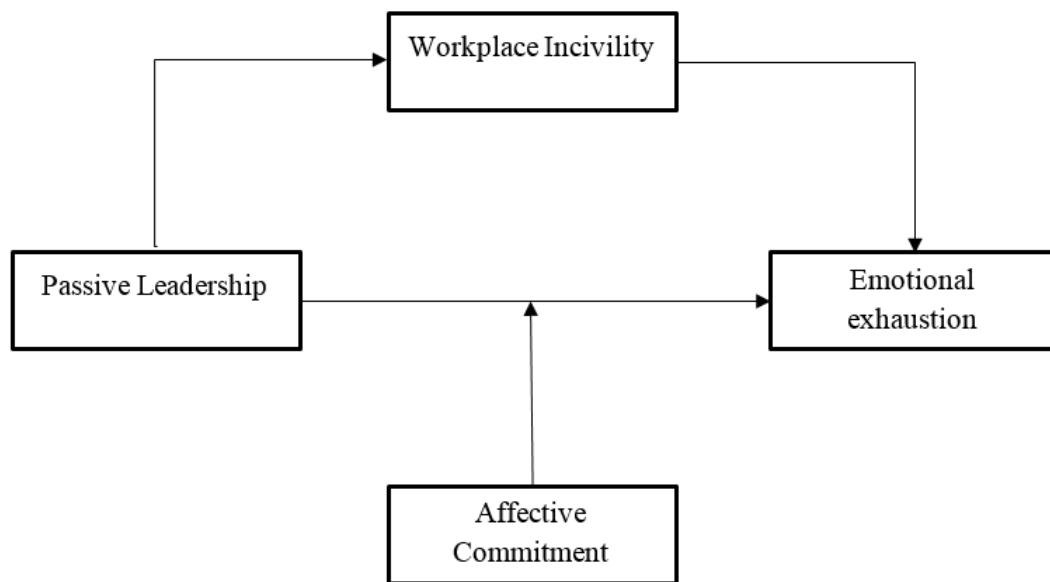 Workplace Incivility
Passive Leadership
Emotional
exhaustion
Affective
Commitment